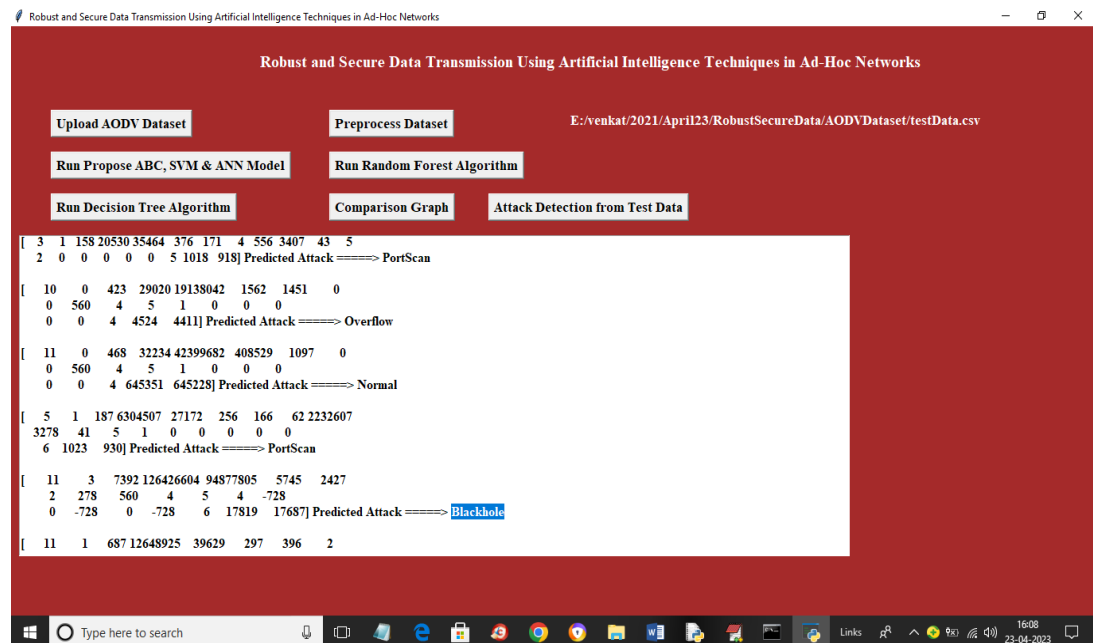 Robust and Secure Data Transmission Using Artificial Intelligence Techniques in Ad-Hoc Networks
Robust and Secure Data Transmission Using Artificial Intelligence Techniques in Ad-Hoc Networks
Upload AODV Dataset
Preprocess Dataset
E:/venkat/2021/April23/RobustSecureData/AODVDataset/testData.csv
Run Propose ABC, SVM & ANN Model
Run Random Forest Algorithm
Run Decision Tree Algorithm
Comparison Graph
Attack Detection from Test Data
[ 3 1 158 20530 35464 376 171 4 556 3407 43 5
2 0 0 0 0 0 5 1018 918] Predicted Attack =====> PortScan
[ 10 0 423 29020 19138042 1562 1451 0
0 560 4 5 1 0 0 0
0 0 4 4524 4411] Predicted Attack =====> Overflow
[ 11 0 468 32234 42399682 408529 1097 0
0 560 4 5 1 0 0 0
0 0 4 645351 645228] Predicted Attack =====> Normal
[ 5 1 187 6304507 27172 256 166 62 2232607
3278 41 5 1 0 0 0 0 0
6 1023 930] Predicted Attack =====> PortScan
[ 11 3 7392 126426604 94877805 5745 2427
2 278 560 4 5 4 -728
0 -728 0 -728 6 17819 17687] Predicted Attack =====> Blackhole
[ 11 1 687 12648925 39629 297 396 2
Type here to search
Links
16:08
23-04-2023